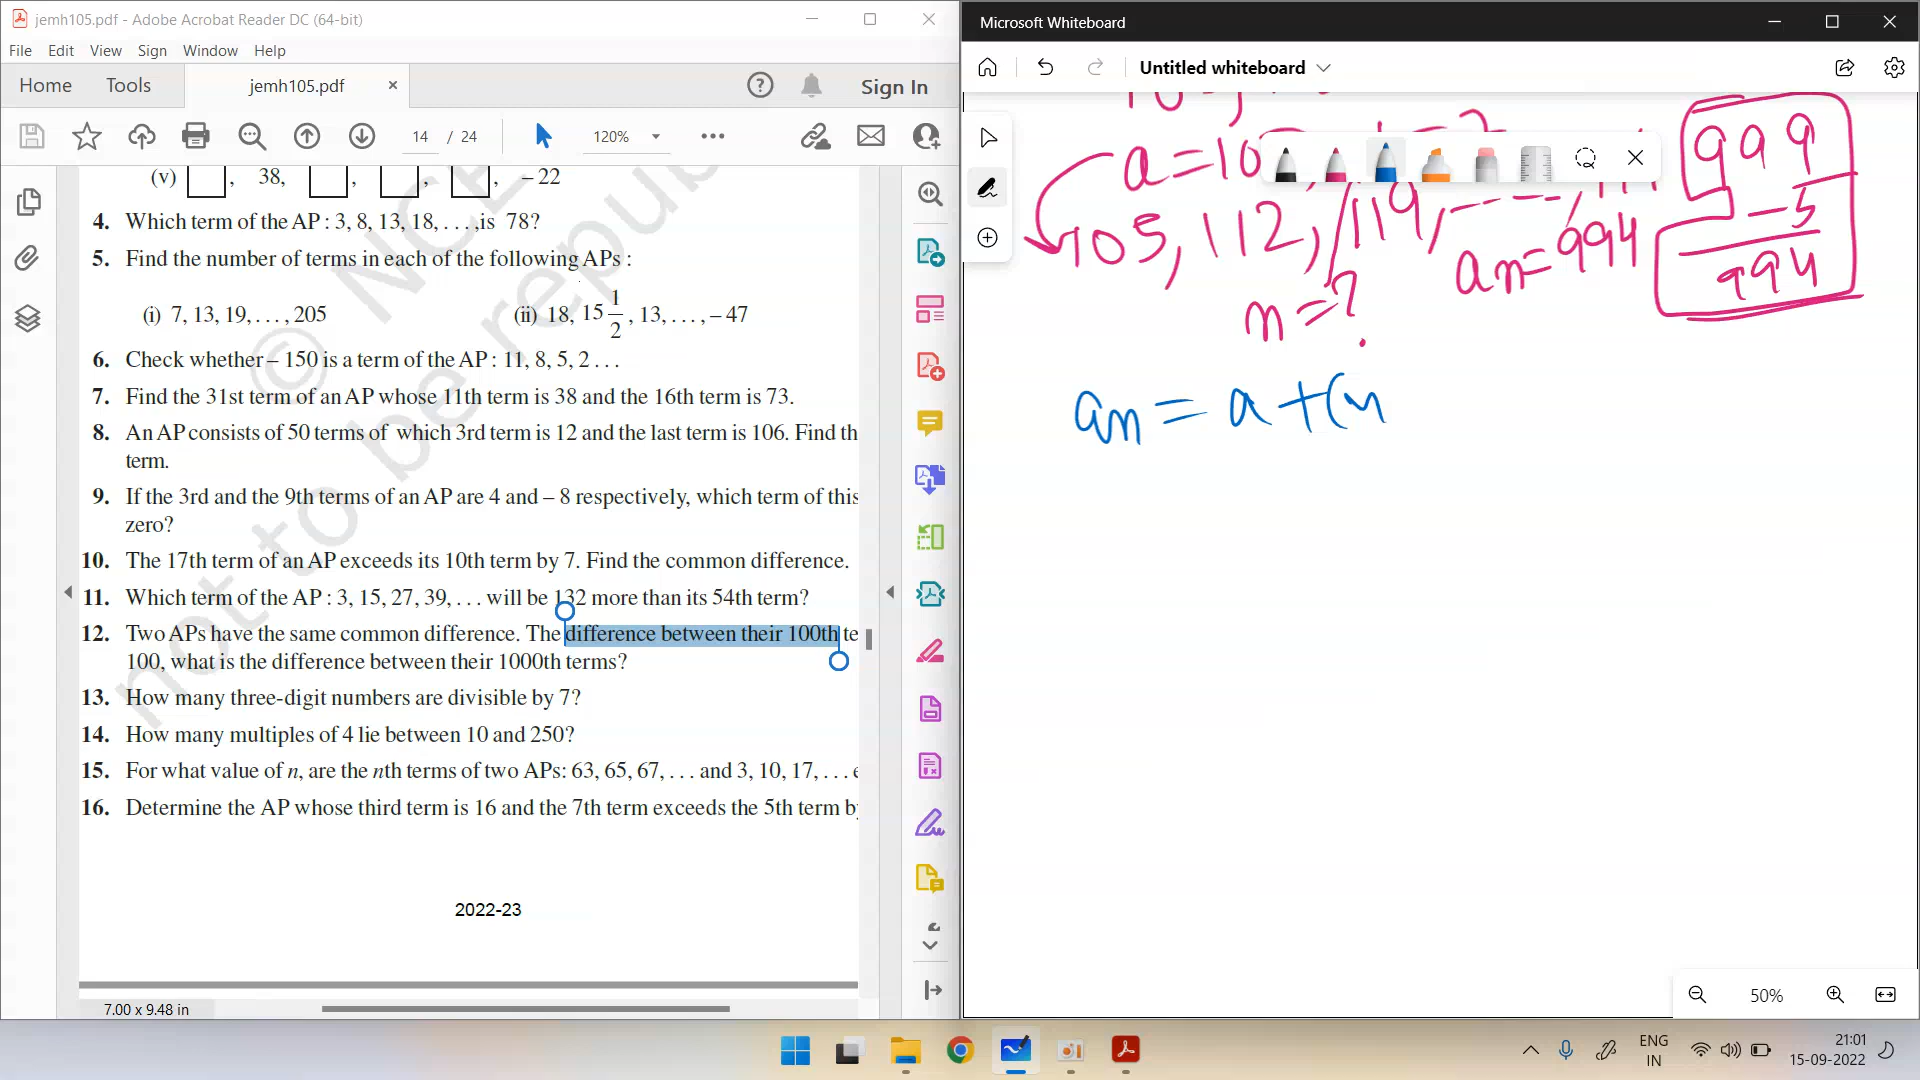 jemh105.pdf - Adobe Acrobat Reader DC (64-bit)
File Edit View Sign Window Help
Home Tools jemh105.pdf × Sign In
14 / 24 120%
(v) , 38, , , , – 22
4. Which term of the AP : 3, 8, 13, 18, . . . ,is 78?
5. Find the number of terms in each of the following APs :
(i) 7, 13, 19, . . . , 205 (ii) 18, 15 1/2 , 13, . . . , – 47
6. Check whether – 150 is a term of the AP : 11, 8, 5, 2 . . .
7. Find the 31st term of an AP whose 11th term is 38 and the 16th term is 73.
8. An AP consists of 50 terms of which 3rd term is 12 and the last term is 106. Find th
term.
9. If the 3rd and the 9th terms of an AP are 4 and – 8 respectively, which term of this
zero?
10. The 17th term of an AP exceeds its 10th term by 7. Find the common difference.
11. Which term of the AP : 3, 15, 27, 39, . . . will be 132 more than its 54th term?
12. Two APs have the same common difference. The difference between their 100th te
100, what is the difference between their 1000th terms?
13. How many three-digit numbers are divisible by 7?
14. How many multiples of 4 lie between 10 and 250?
15. For what value of n, are the nth terms of two APs: 63, 65, 67, . . . and 3, 10, 17, . . . e
16. Determine the AP whose third term is 16 and the 7th term exceeds the 5th term b
2022-23
© NCE
not to be repu
7.00 x 9.48 in
Microsoft Whiteboard
Untitled whiteboard
a=10
999
105, 112, 119, -----,
-5
an=994
994
n=?
an = a+(n
50%
ENG
IN
21:01
15-09-2022